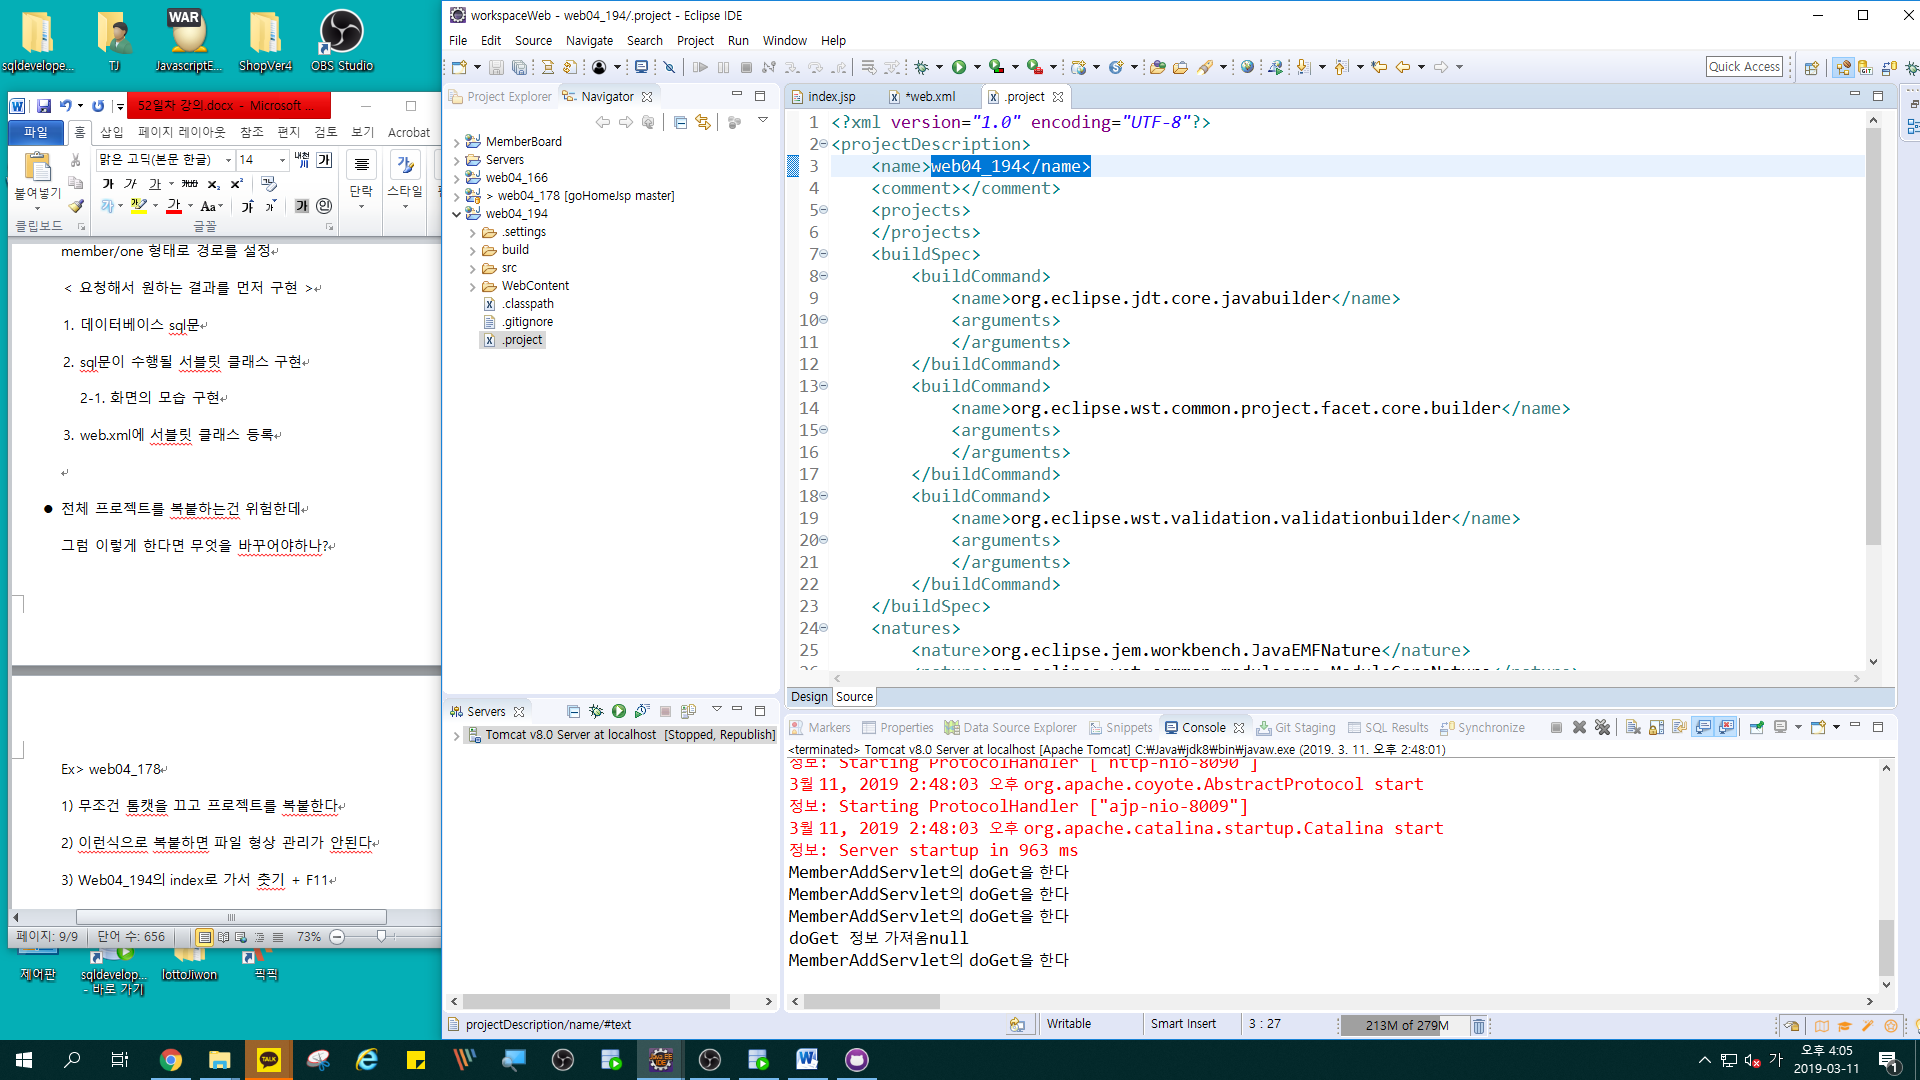 sqldevelope...
TJ
JavascriptE...
ShopVer4
OBS Studio
52일차 강의.docx - Microsoft ...
파일
홈
삽입
페이지 레이아웃
참조
편지
검토
보기
Acrobat
붙여넣기
맑은 고딕(본문 한글)
14
단락
스타일
클립보드
글꼴
member/one 형태로 경로를 설정
< 요청해서 원하는 결과를 먼저 구현 >
1. 데이터베이스 sql문
2. sql문이 수행될 서블릿 클래스 구현
2-1. 화면의 모습 구현
3. web.xml에 서블릿 클래스 등록
● 전체 프로젝트를 복붙하는건 위험한데
그럼 이렇게 한다면 무엇을 바꾸어야하나?
Ex> web04_178
1) 무조건 톰캣을 끄고 프로젝트를 복붙한다
2) 이런식으로 복붙하면 파일 형상 관리가 안된다
3) Web04_194의 index로 가서 춪기 + F11
페이지: 9/9
단어 수: 656
73%
제어판
sqldevelop... - 바로 가기
lottoJiwon
픽픽
workspaceWeb - web04_194/.project - Eclipse IDE
File Edit Source Navigate Search Project Run Window Help
Quick Access
Project Explorer
Navigator
MemberBoard
Servers
web04_166
> web04_178 [goHomeJsp master]
web04_194
.settings
build
src
WebContent
.classpath
.gitignore
.project
index.jsp
*web.xml
.project
1 <?xml version="1.0" encoding="UTF-8"?>
2 <projectDescription>
3 <name>web04_194</name>
4 <comment></comment>
5 <projects>
6 </projects>
7 <buildSpec>
8 <buildCommand>
9 <name>org.eclipse.jdt.core.javabuilder</name>
10 <arguments>
11 </arguments>
12 </buildCommand>
13 <buildCommand>
14 <name>org.eclipse.wst.common.project.facet.core.builder</name>
15 <arguments>
16 </arguments>
17 </buildCommand>
18 <buildCommand>
19 <name>org.eclipse.wst.validation.validationbuilder</name>
20 <arguments>
21 </arguments>
22 </buildCommand>
23 </buildSpec>
24 <natures>
25 <nature>org.eclipse.jem.workbench.JavaEMFNature</nature>
Design
Source
Servers
Tomcat v8.0 Server at localhost [Stopped, Republish]
Markers
Properties
Data Source Explorer
Snippets
Console
Git Staging
SQL Results
Synchronize
<terminated> Tomcat v8.0 Server at localhost [Apache Tomcat] C:₩Java₩jdk8₩bin₩javaw.exe (2019. 3. 11. 오후 2:48:01)
정보: Starting ProtocolHandler ["http-nio-8090"]
3월 11, 2019 2:48:03 오후 org.apache.coyote.AbstractProtocol start
정보: Starting ProtocolHandler ["ajp-nio-8009"]
3월 11, 2019 2:48:03 오후 org.apache.catalina.startup.Catalina start
정보: Server startup in 963 ms
MemberAddServlet의 doGet을 한다
MemberAddServlet의 doGet을 한다
MemberAddServlet의 doGet을 한다
doGet 정보 가져옴null
MemberAddServlet의 doGet을 한다
projectDescription/name/#text
Writable
Smart Insert
3 : 27
213M of 279M
가
오후 4:05
2019-03-11